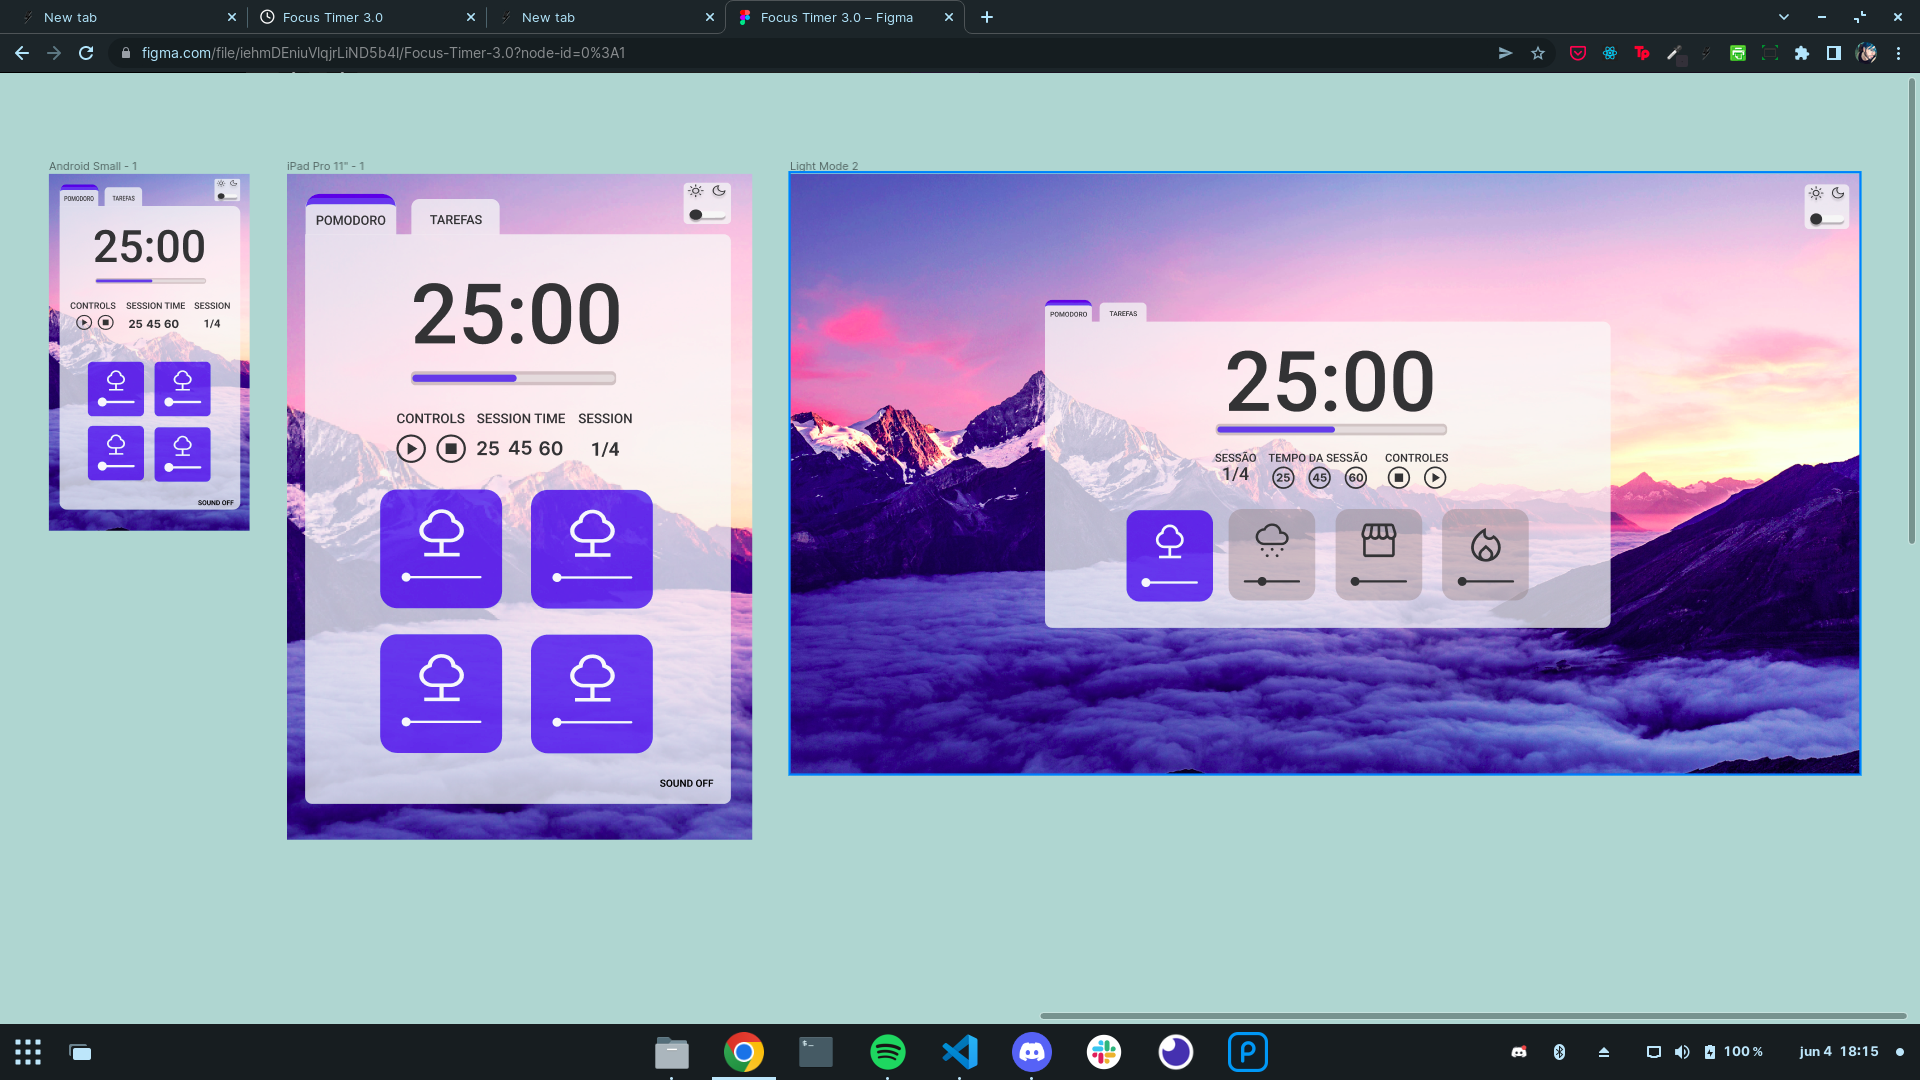 New tab
Focus Timer 3.0
New tab
Focus Timer 3.0 – Figma
figma.com/file/iehmDEniuVlqjrLiND5b4l/Focus-Timer-3.0?node-id=0%3A1
Android Small - 1
POMODORO
TAREFAS
25:00
CONTROLS SESSION TIME SESSION
25 45 60 1/4
SOUND OFF
iPad Pro 11" - 1
POMODORO
TAREFAS
25:00
CONTROLS SESSION TIME SESSION
25 45 60 1/4
SOUND OFF
Light Mode 2
POMODORO
TAREFAS
25:00
SESSÃO TEMPO DA SESSÃO CONTROLES
1/4 25 45 60
100 %
jun 4 18:15